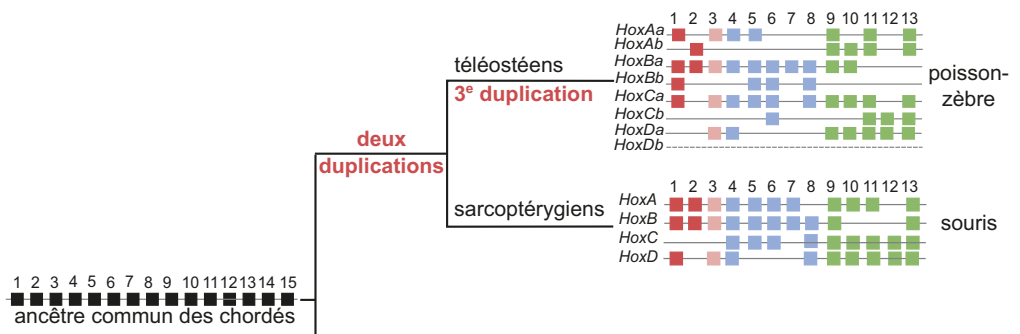 1 2 3 4 5 6 7 8 9 10 11 12 13
HoxAa
HoxAb
HoxBa
HoxBb
HoxCa
HoxCb
HoxDa
HoxDb
poisson-
zèbre
téléostéens
3e duplication
deux
duplications
sarcoptérygiens
1 2 3 4 5 6 7 8 9 10 11 12 13
HoxA
HoxB
HoxC
HoxD
souris
1 2 3 4 5 6 7 8 9 10 11 12 13 14 15
ancêtre commun des chordés